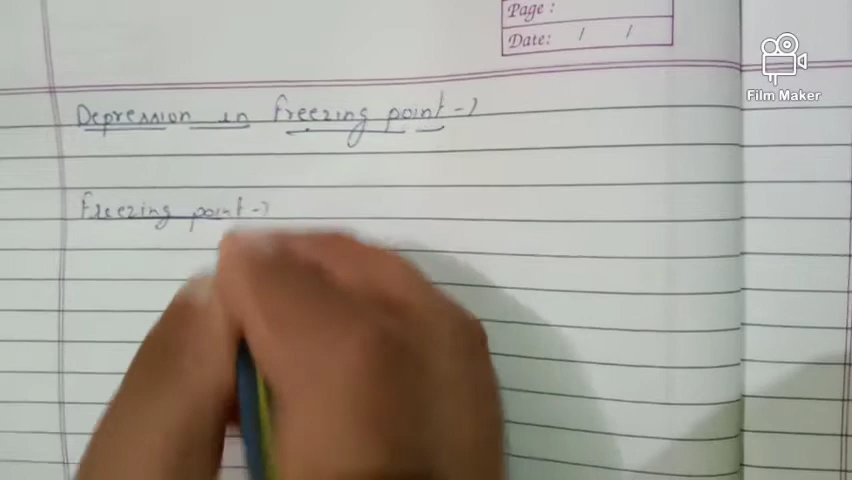 Page :
Date: / /
Film Maker
Depression in freezing point -)
freezing point -)